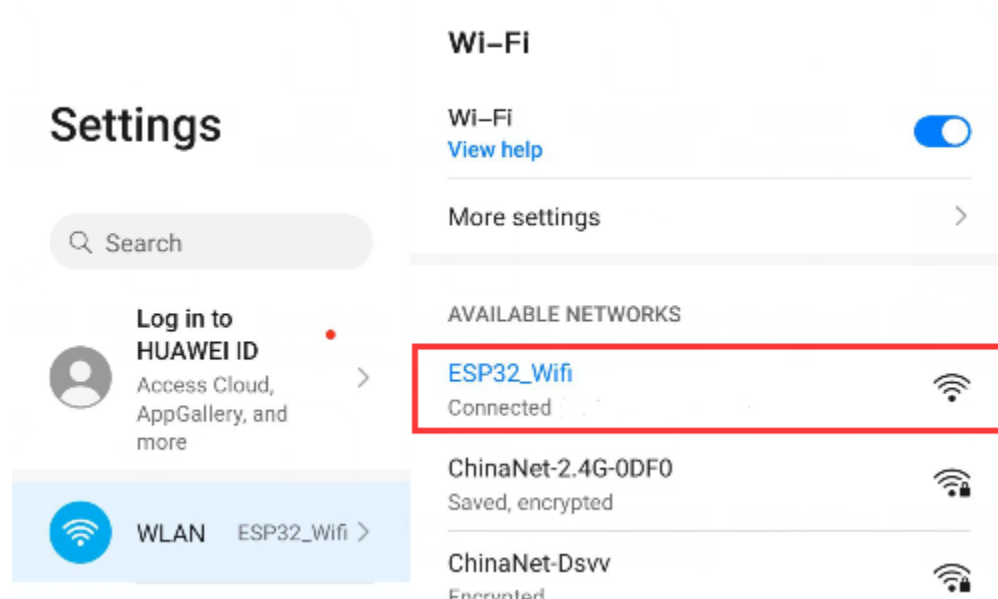 Settings
Search
Log in to
HUAWEI ID
Access Cloud,
AppGallery, and
more
WLAN ESP32_Wifi
Wi-Fi
Wi-Fi
View help
More settings
AVAILABLE NETWORKS
ESP32_Wifi
Connected
ChinaNet-2.4G-0DF0
Saved, encrypted
ChinaNet-Dsvv
Encrypted